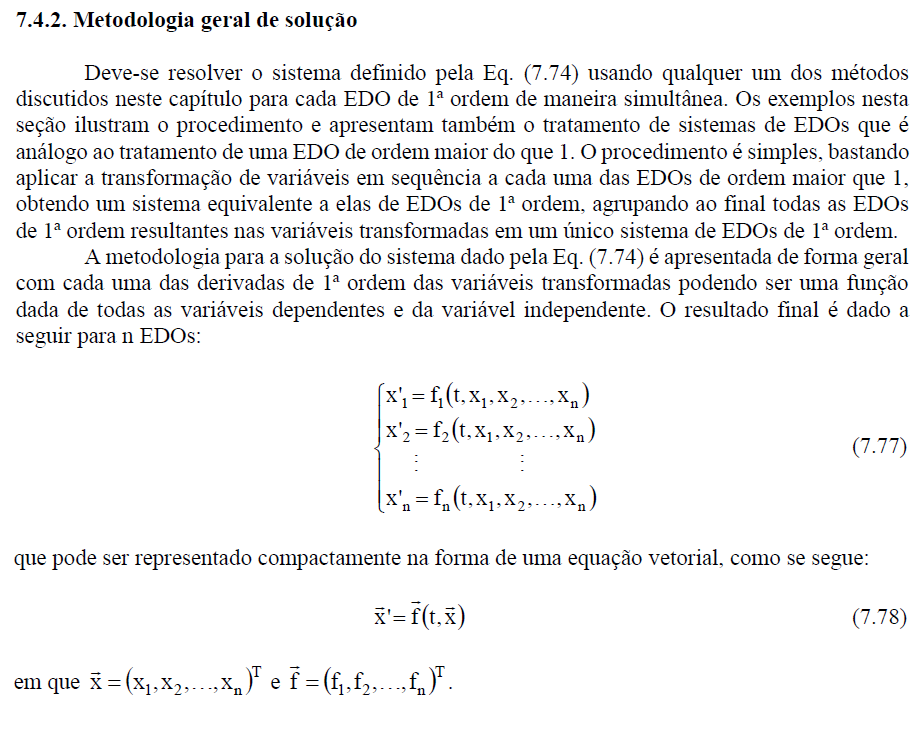 7.4.2. Metodologia geral de solução
Deve-se resolver o sistema definido pela Eq. (7.74) usando qualquer um dos métodos
discutidos neste capítulo para cada EDO de 1ª ordem de maneira simultânea. Os exemplos nesta
seção ilustram o procedimento e apresentam também o tratamento de sistemas de EDOs que é
análogo ao tratamento de uma EDO de ordem maior do que 1. O procedimento é simples, bastando
aplicar a transformação de variáveis em sequência a cada uma das EDOs de ordem maior que 1,
obtendo um sistema equivalente a elas de EDOs de 1ª ordem, agrupando ao final todas as EDOs
de 1ª ordem resultantes nas variáveis transformadas em um único sistema de EDOs de 1ª ordem.
A metodologia para a solução do sistema dado pela Eq. (7.74) é apresentada de forma geral
com cada uma das derivadas de 1ª ordem das variáveis transformadas podendo ser uma função
dada de todas as variáveis dependentes e da variável independente. O resultado final é dado a
seguir para n EDOs:
x'₁ = f₁(t, x₁, x₂, …, xₙ)
x'₂ = f₂(t, x₁, x₂, …, xₙ)
⋮ ⋮
x'ₙ = fₙ(t, x₁, x₂, …, xₙ)
(7.77)
que pode ser representado compactamente na forma de uma equação vetorial, como se segue:
x⃗' = f⃗(t, x⃗) (7.78)
em que x⃗ = (x₁, x₂, …, xₙ)ᵀ e f⃗ = (f₁, f₂, …, fₙ)ᵀ.